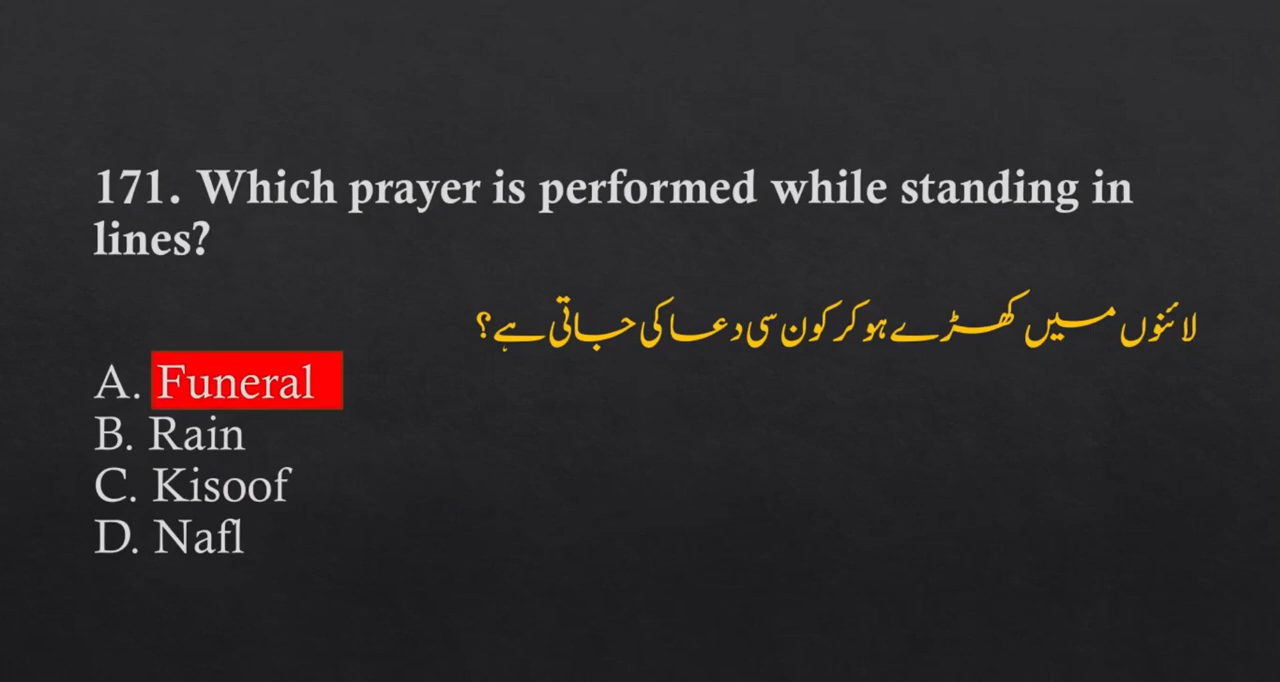 171. Which prayer is performed while standing in
lines?
لائنوں میں کھڑے ہو کر کون سی دعا کی جاتی ہے؟
A. Funeral
B. Rain
C. Kisoof
D. Nafl